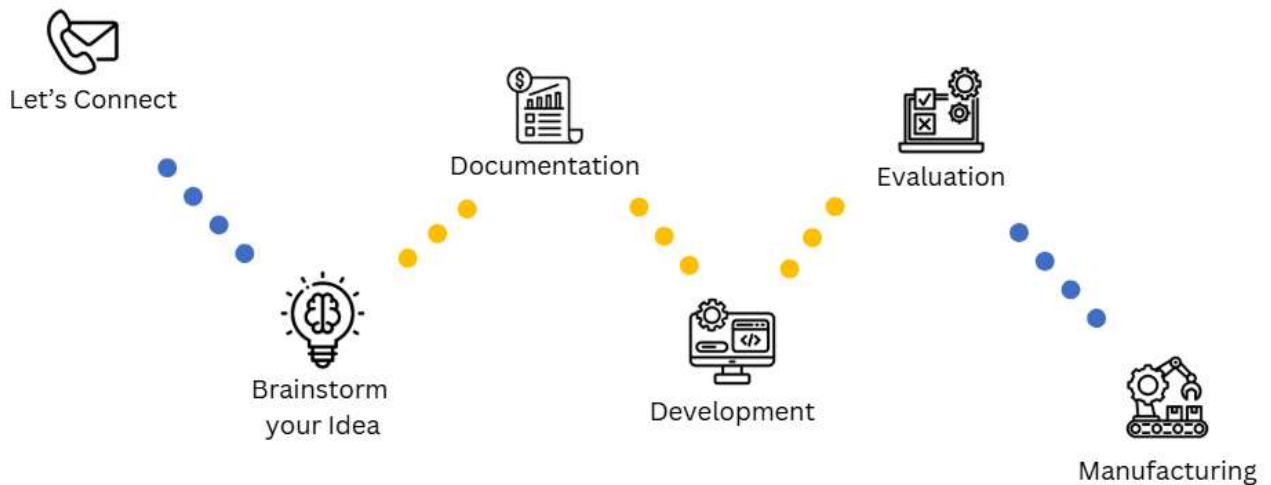 Let’s Connect
Brainstorm
your Idea
Documentation
$
Development
</>
Evaluation
Manufacturing